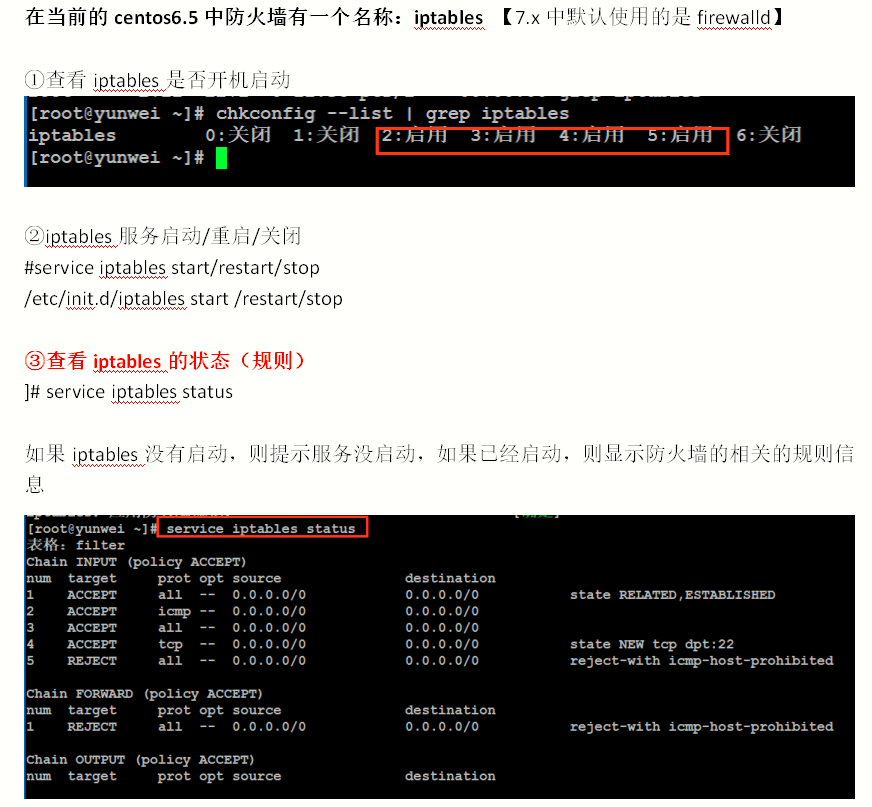 在当前的 centos6.5 中防火墙有一个名称：iptables 【7.x 中默认使用的是 firewalld】
①查看 iptables 是否开机启动
[root@yunwei ~]# chkconfig --list | grep iptables
iptables 0:关闭 1:关闭 2:启用 3:启用 4:启用 5:启用 6:关闭
[root@yunwei ~]#
②iptables 服务启动/重启/关闭
#service iptables start/restart/stop
/etc/init.d/iptables start /restart/stop
③查看 iptables 的状态（规则）
]# service iptables status
如果 iptables 没有启动，则提示服务没启动，如果已经启动，则显示防火墙的相关的规则信
息
[root@yunwei ~]# service iptables status
表格：filter
Chain INPUT (policy ACCEPT)
num target prot opt source destination
1 ACCEPT all -- 0.0.0.0/0 0.0.0.0/0 state RELATED,ESTABLISHED
2 ACCEPT icmp -- 0.0.0.0/0 0.0.0.0/0
3 ACCEPT all -- 0.0.0.0/0 0.0.0.0/0
4 ACCEPT tcp -- 0.0.0.0/0 0.0.0.0/0 state NEW tcp dpt:22
5 REJECT all -- 0.0.0.0/0 0.0.0.0/0 reject-with icmp-host-prohibited
Chain FORWARD (policy ACCEPT)
num target prot opt source destination
1 REJECT all -- 0.0.0.0/0 0.0.0.0/0 reject-with icmp-host-prohibited
Chain OUTPUT (policy ACCEPT)
num target prot opt source destination